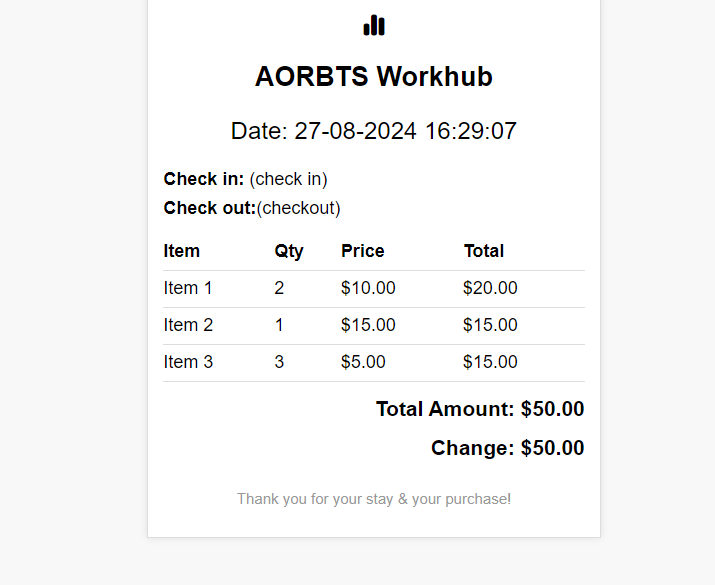 AORBTS Workhub
Date: 27-08-2024 16:29:07
Check in: (check in)
Check out:(checkout)
Item Qty Price Total
Item 1 2 $10.00 $20.00
Item 2 1 $15.00 $15.00
Item 3 3 $5.00 $15.00
Total Amount: $50.00
Change: $50.00
Thank you for your stay & your purchase!